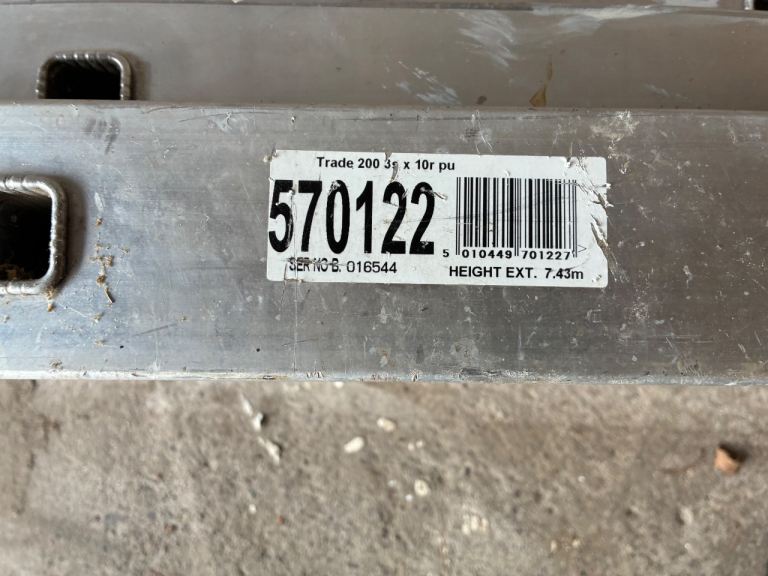 Trade 200 3s x 10r pu
570122
5 010449 701227 >
SER NO B. 016544
HEIGHT EXT. 7.43m